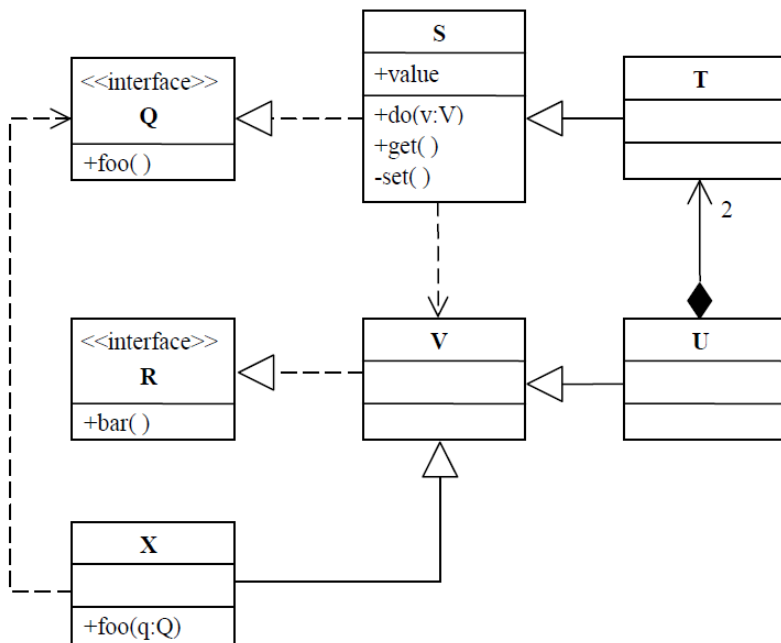 <<interface>>
Q
+foo( )
S
+value
+do(v:V)
+get( )
-set( )
T
2
<<interface>>
R
+bar( )
V
U
X
+foo(q:Q)